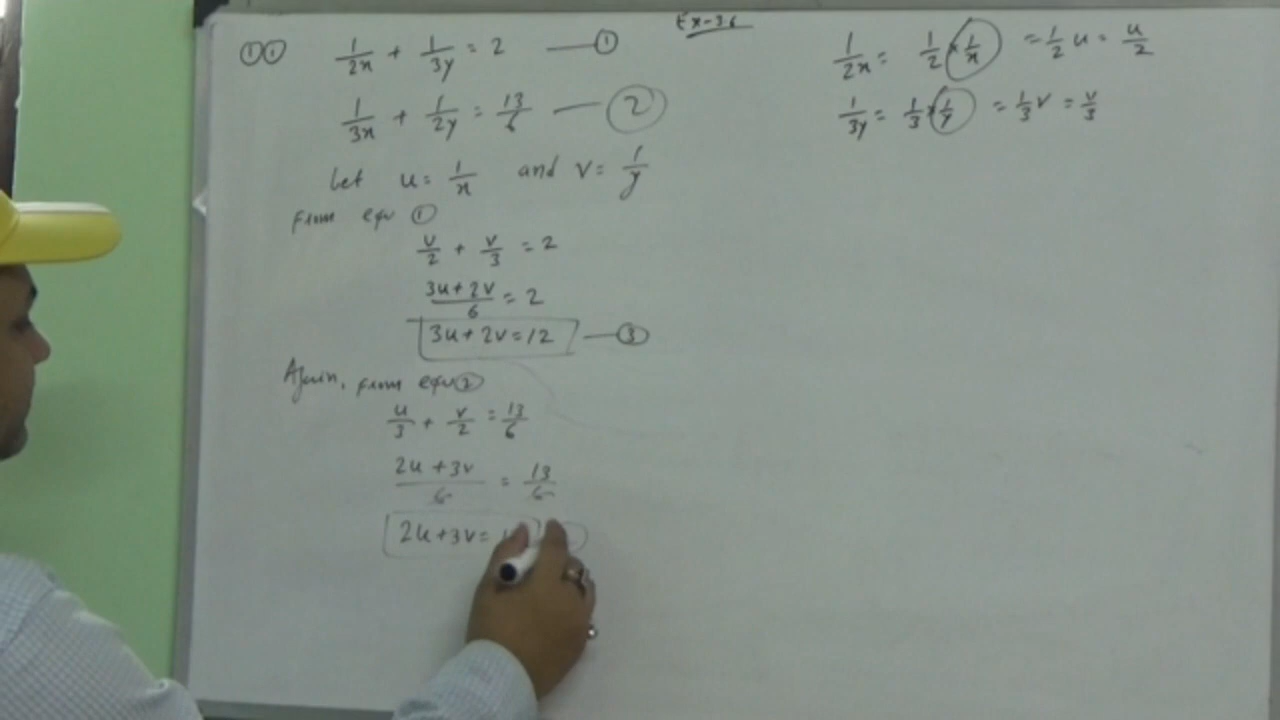 Ex-3.6
(1)(1) 1/2x + 1/3y = 2 — (1)
1/3x + 1/2y = 13/6 — (2)
Let u = 1/x and v = 1/y
From eqn (1)
u/2 + v/3 = 2
3u + 2v/6 = 2
3u + 2v = 12 — (3)
Again, from eqn (2)
u/3 + v/2 = 13/6
2u + 3v/6 = 13/6
2u + 3v =
1/2x = 1/2 × 1/x = 1/2 u = u/2
1/3y = 1/3 × 1/y = 1/3 v = v/3